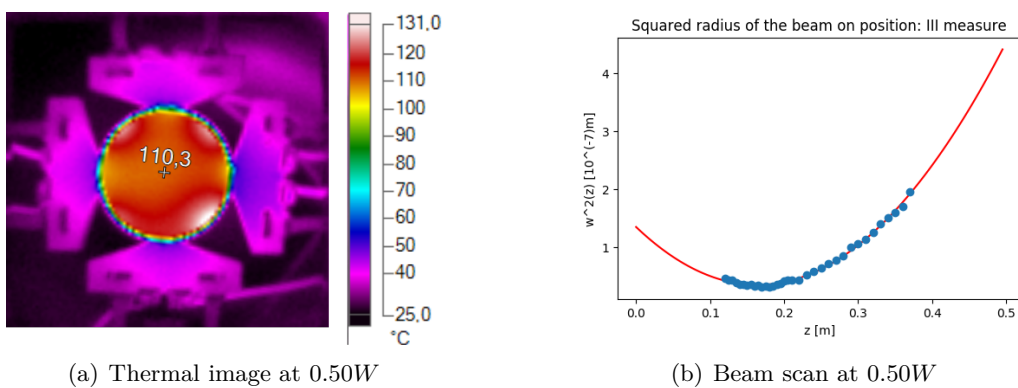 131,0
120
110
100
90
80
70
60
50
40
25,0
°C
110,3
(a) Thermal image at 0.50W
Squared radius of the beam on position: III measure
w^2(z) [10^(-7)m]
4
3
2
1
0.0 0.1 0.2 0.3 0.4 0.5
z [m]
(b) Beam scan at 0.50W